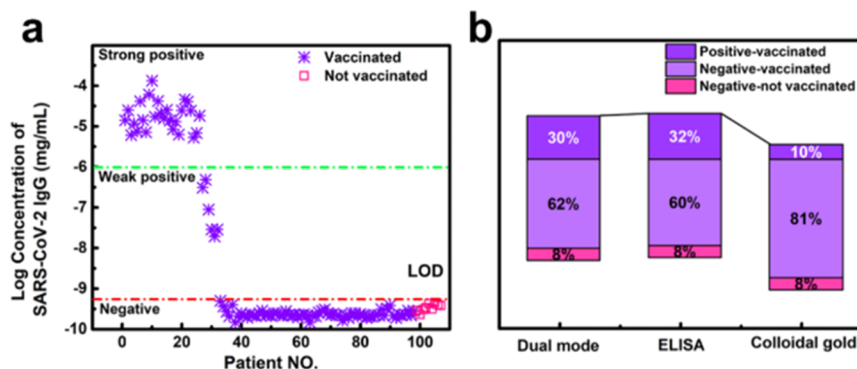 a
Strong positive
Vaccinated
Not vaccinated
Weak positive
LOD
Negative
-4
-5
-6
-7
-8
-9
-10
0
20
40
60
80
100
Log Concentration of
SARS-CoV-2 IgG (mg/mL)
Patient NO.
b
Positive-vaccinated
Negative-vaccinated
Negative-not vaccinated
30%
32%
10%
62%
60%
81%
8%
8%
8%
Dual mode
ELISA
Colloidal gold